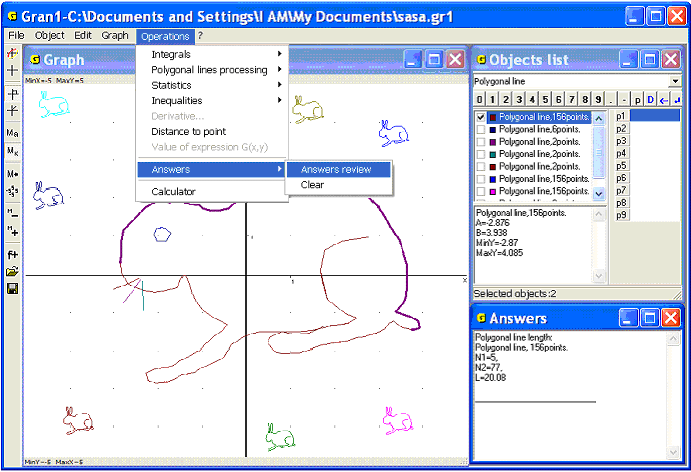 Gran1-C:\Documents and Settings\I AM\My Documents\sasa.gr1
File Object Edit Graph Operations ?
Graph
MinX=-5 MaxY=5
Integrals
Polygonal lines processing
Statistics
Inequalities
Derivative...
Distance to point
Value of expression G(x,y)
Answers
Calculator
Answers review
Clear
1
x
MinY=-5 MaxX=5
Objects list
Polygonal line
0 1 2 3 4 5 6 7 8 9 . - p D
Polygonal line,156points. p1
Polygonal line,6points. p2
Polygonal line,2points. p3
Polygonal line,2points. p4
Polygonal line,2points. p5
Polygonal line,156points. p6
Polygonal line,156points. p7
p8
p9
Polygonal line,156points.
A=-2.876
B=3.938
MinY=-2.87
MaxY=4.085
Selected objects:2
Answers
Polygonal line length:
Polygonal line, 156points.
N1=5,
N2=77,
L=20.08